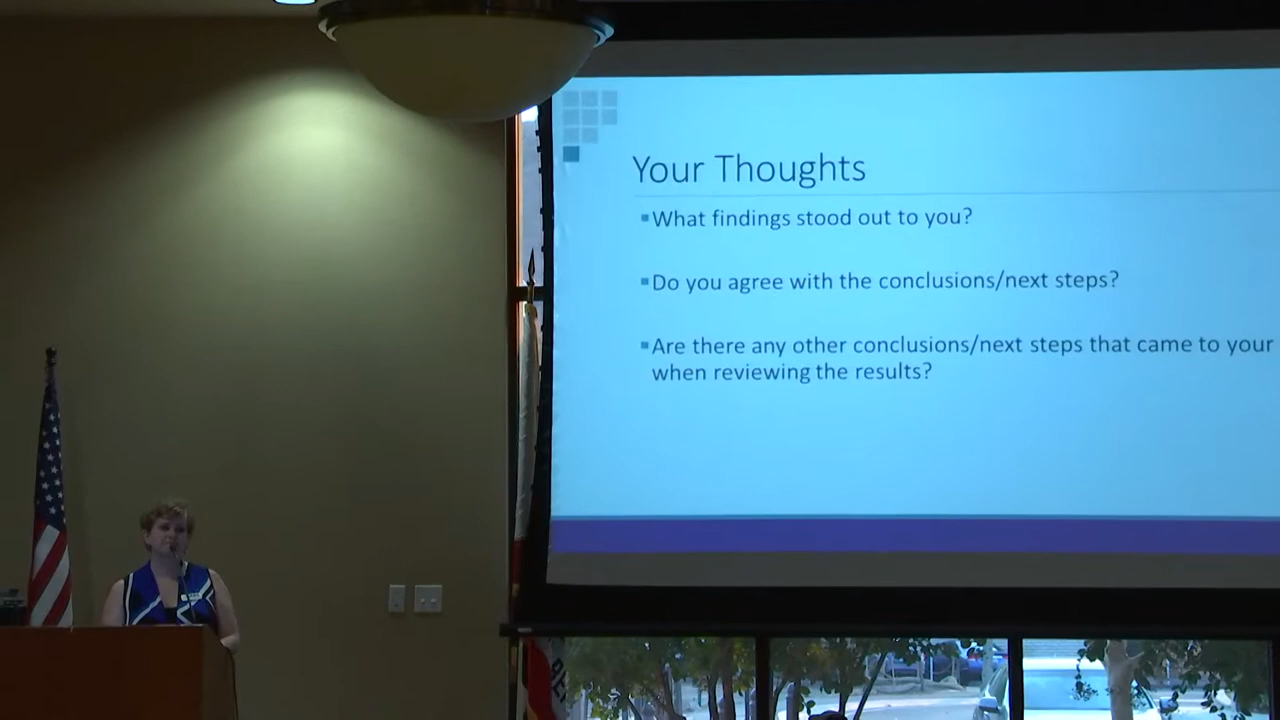 Your Thoughts
What findings stood out to you?
Do you agree with the conclusions/next steps?
Are there any other conclusions/next steps that came to your
when reviewing the results?